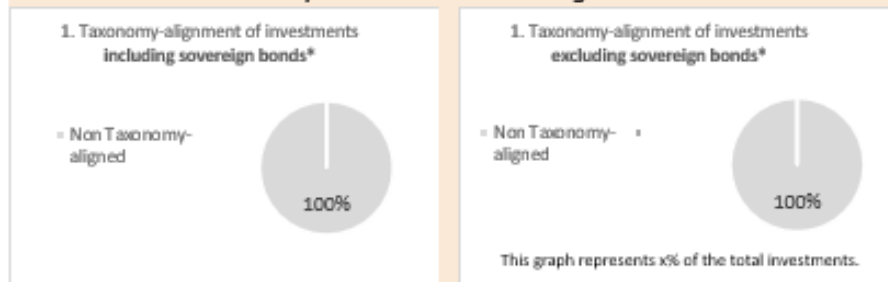 1. Taxonomy-alignment of investments
including sovereign bonds*
Non Taxonomy-
aligned
100%
1. Taxonomy-alignment of investments
excluding sovereign bonds*
Non Taxonomy-
aligned
100%
This graph represents x% of the total investments.